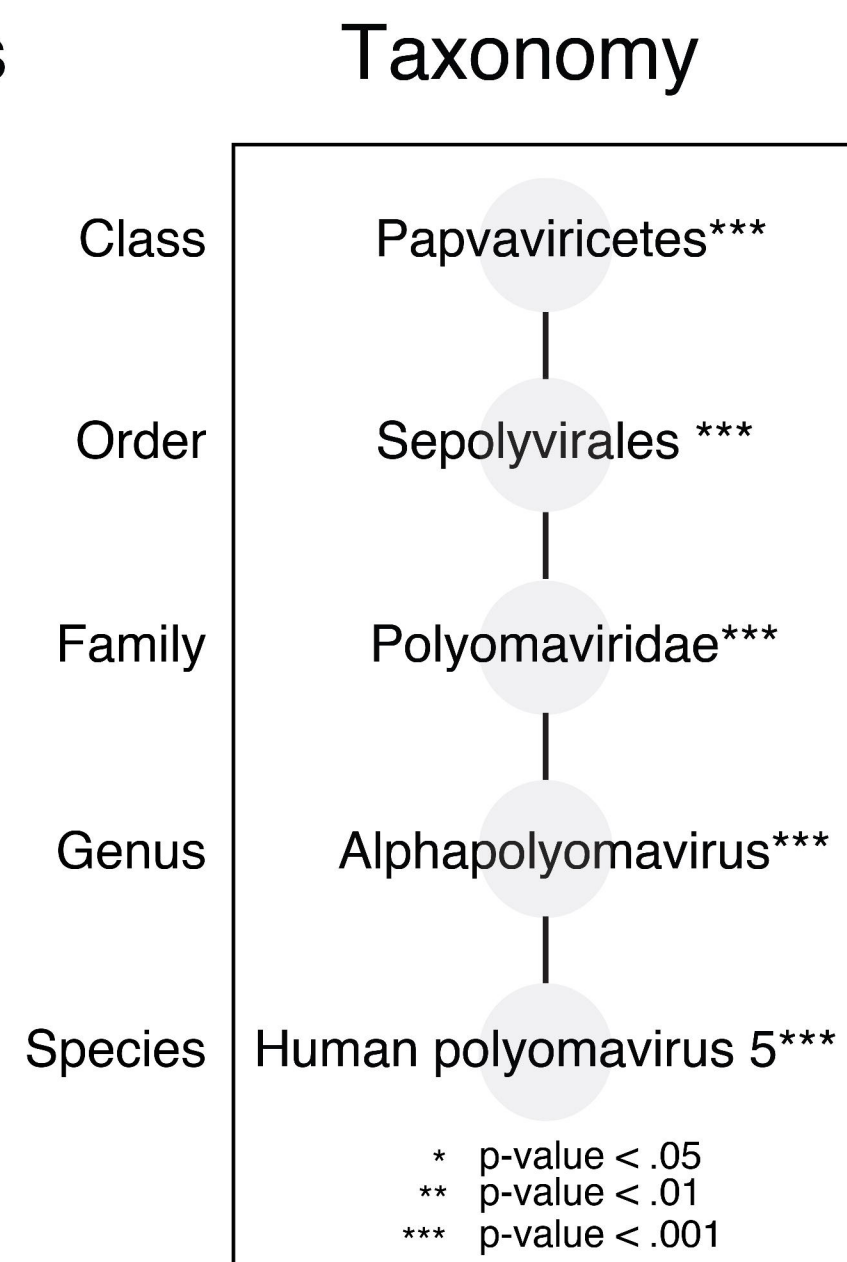 s
Taxonomy
Class Papvaviricetes***
Order Sepolyvirales ***
Family Polyomaviridae***
Genus Alphapolyomavirus***
Species Human polyomavirus 5***
* p-value < .05
** p-value < .01
*** p-value < .001